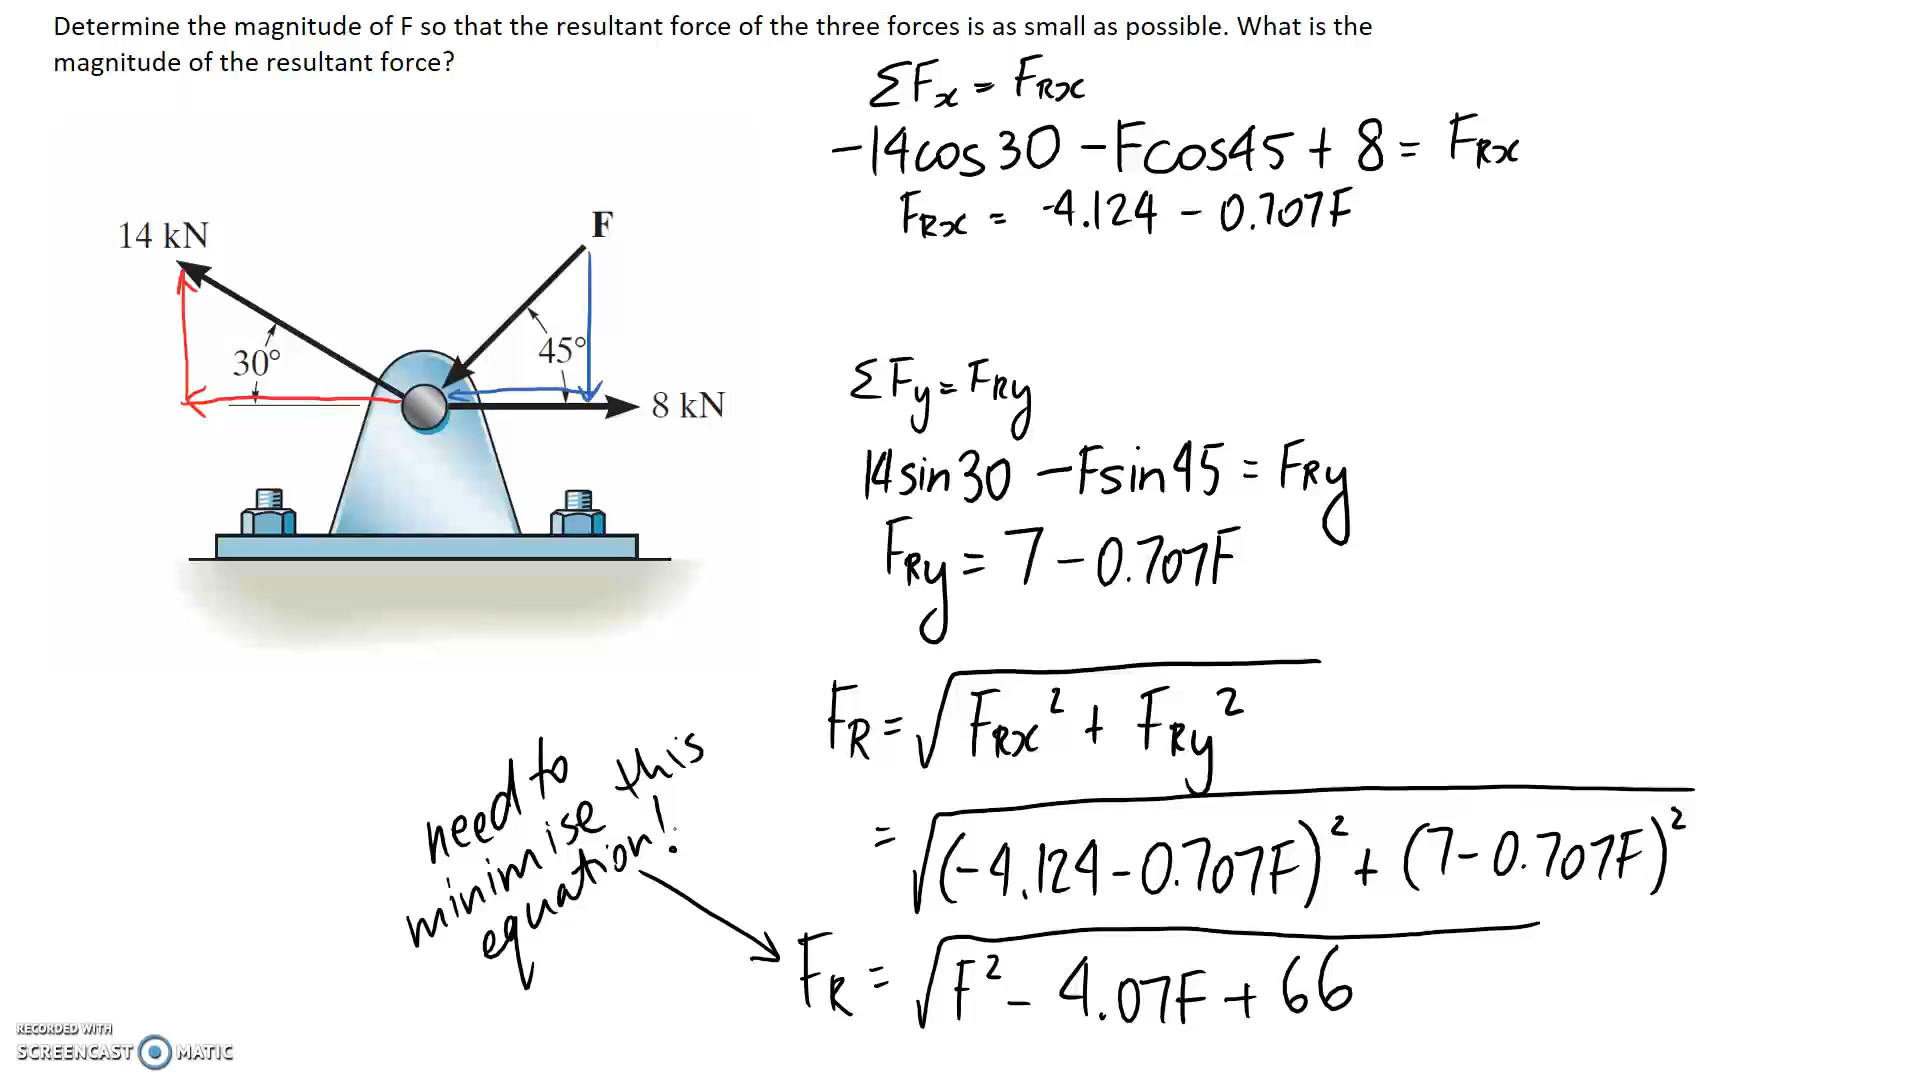 Determine the magnitude of F so that the resultant force of the three forces is as small as possible. What is the
magnitude of the resultant force?
ΣFx = FRx
-14cos30 - Fcos45 + 8 = FRx
FRx = -4.124 - 0.707F
14 kN
F
30°
45°
8 kN
ΣFy = FRy
14sin30 - Fsin45 = FRy
FRy = 7 - 0.707F
FR = √FRx² + FRy²
= √(-4.124-0.707F)² + (7-0.707F)²
need to
minimise this
equation!
FR = √F² - 4.07F + 66
RECORDED WITH
SCREENCAST MATIC